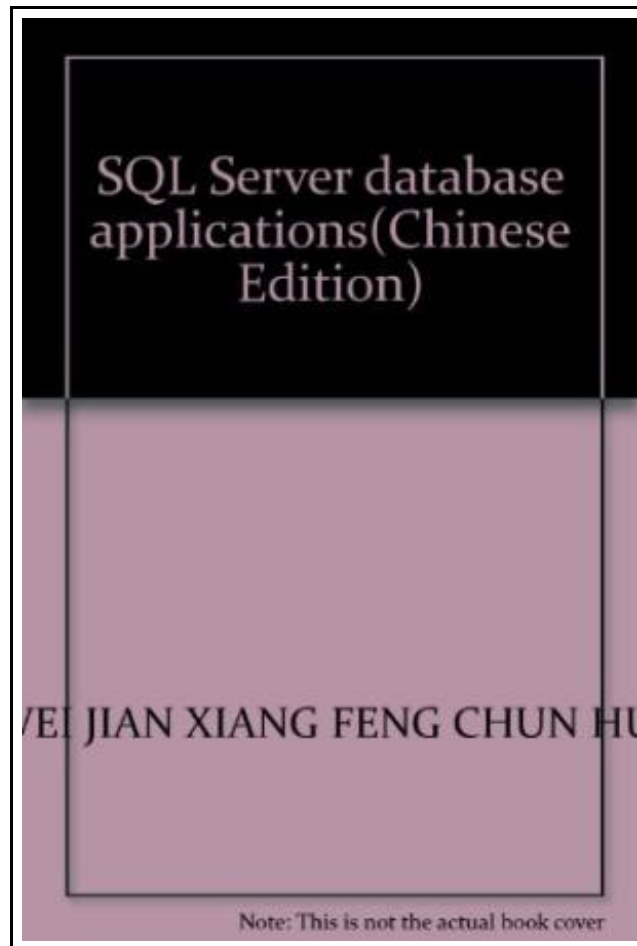 SQL Server database
applications(Chinese
Edition)
JIAN XIANG FENG CHUN
Note: This is not the actual book cover